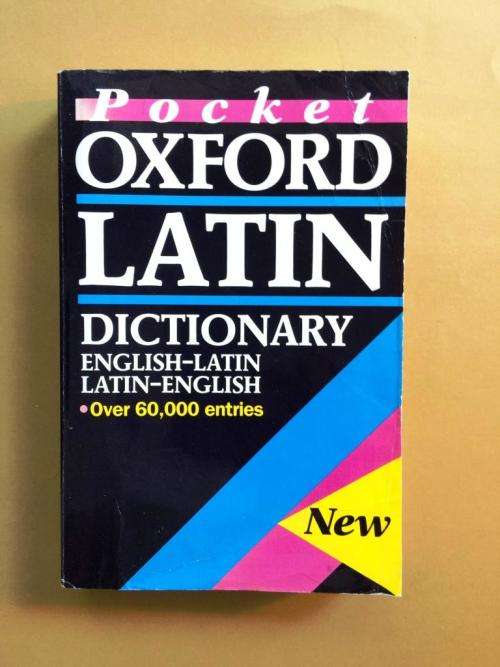 Pocket
OXFORD
LATIN
DICTIONARY
ENGLISH–LATIN
LATIN–ENGLISH
• Over 60,000 entries
New